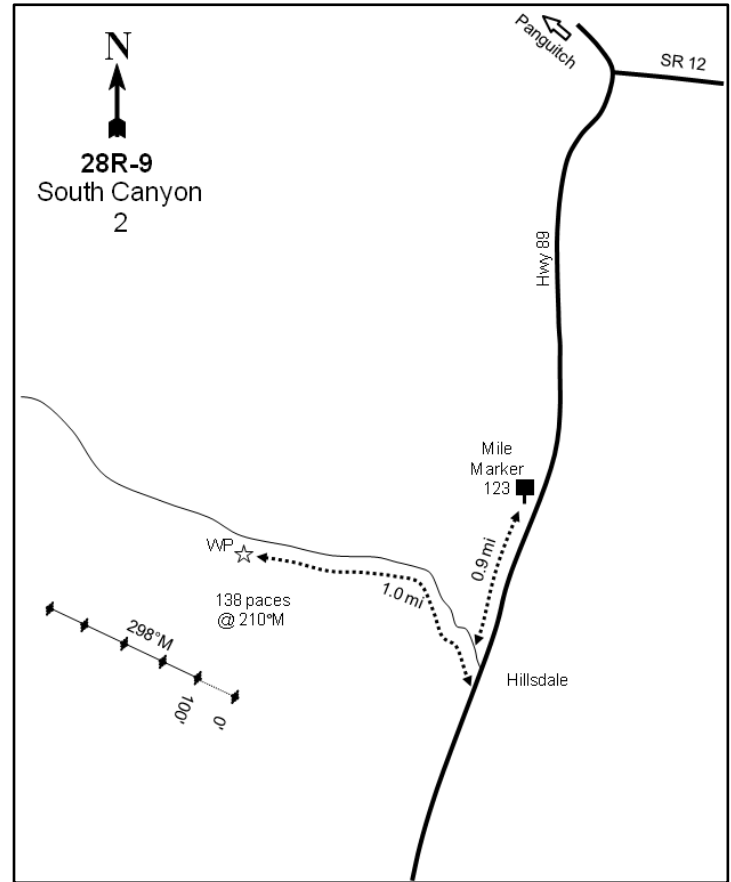 Panguitch
SR 12
N
28R-9
South Canyon
2
Hwy 89
Mile
Marker
123
WP
0.9 mi
1.0 mi
138 paces
@ 210°M
298°M
Hillsdale
100'
0'